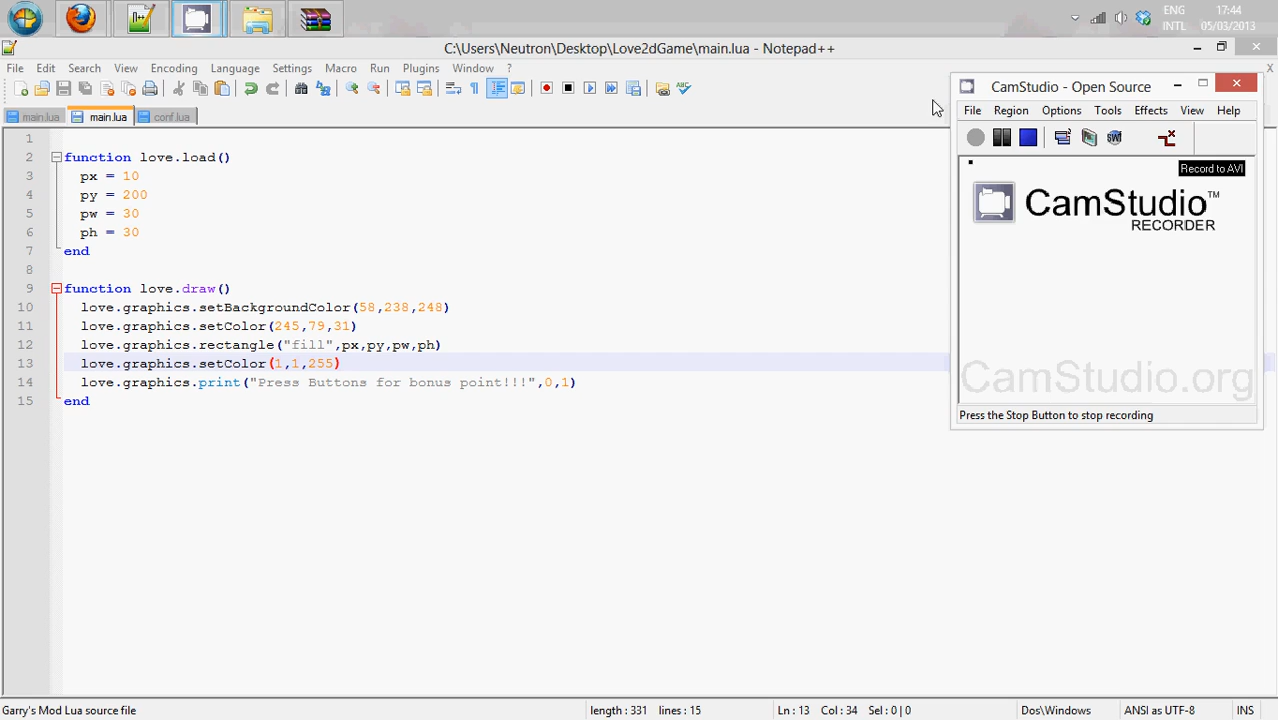 ENG
INTL
17:44
05/03/2013
C:\Users\Neutron\Desktop\Love2dGame\main.lua - Notepad++
File Edit Search View Encoding Language Settings Macro Run Plugins Window ? X
main.lua main.lua conf.lua
1
2 function love.load()
3 px = 10
4 py = 200
5 pw = 30
6 ph = 30
7 end
8
9 function love.draw()
10 love.graphics.setBackgroundColor(58,238,248)
11 love.graphics.setColor(245,79,31)
12 love.graphics.rectangle("fill",px,py,pw,ph)
13 love.graphics.setColor(1,1,255)
14 love.graphics.print("Press Buttons for bonus point!!!",0,1)
15 end
CamStudio - Open Source
File Region Options Tools Effects View Help
SWF
Record to AVI
CamStudio™
RECORDER
CamStudio.org
Press the Stop Button to stop recording
Garry's Mod Lua source file length : 331 lines : 15 Ln : 13 Col : 34 Sel : 0 | 0 Dos\Windows ANSI as UTF-8 INS